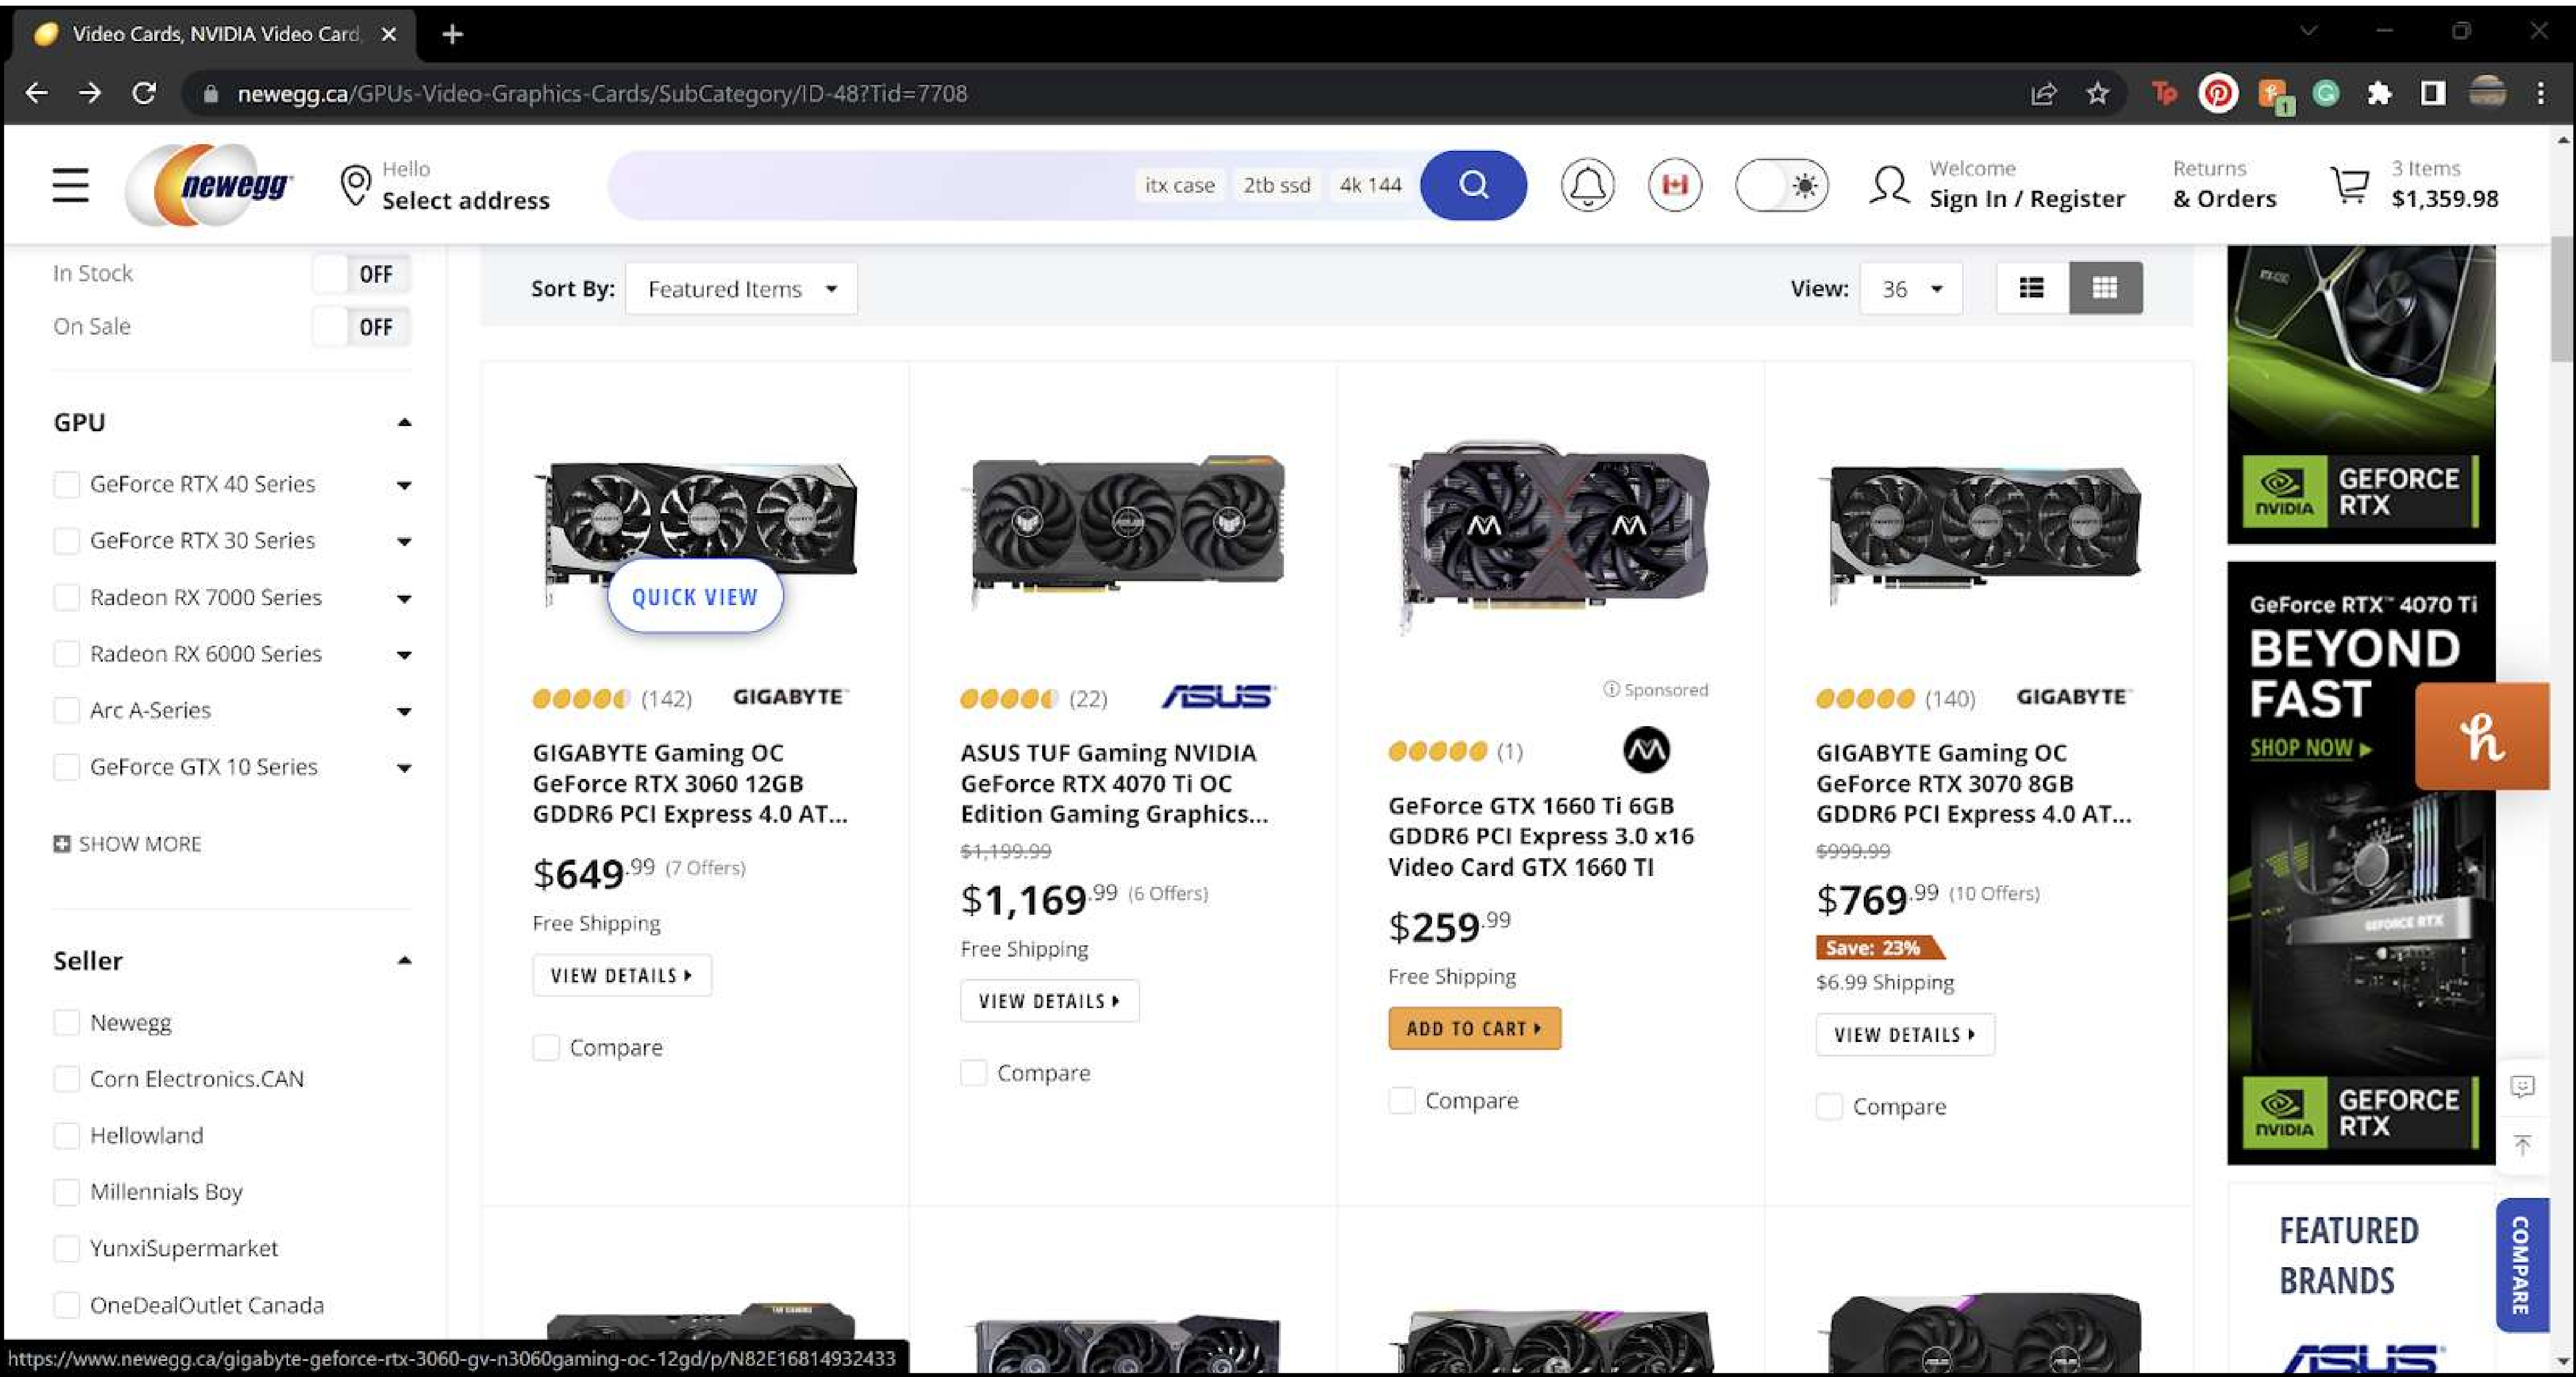 Video Cards, NVIDIA Video Card,
newegg.ca/GPUs-Video-Graphics-Cards/SubCategory/ID-48?Tid=7708
Tp
1
newegg
Hello
Select address
itx case
2tb ssd
4k 144
Welcome
Sign In / Register
Returns
& Orders
3 Items
$1,359.98
In Stock
OFF
On Sale
OFF
GPU
GeForce RTX 40 Series
GeForce RTX 30 Series
Radeon RX 7000 Series
Radeon RX 6000 Series
Arc A-Series
GeForce GTX 10 Series
SHOW MORE
Seller
Newegg
Corn Electronics.CAN
Hellowland
Millennials Boy
YunxiSupermarket
OneDealOutlet Canada
Sort By:
Featured Items
View:
36
QUICK VIEW
(142)
GIGABYTE
GIGABYTE Gaming OC
GeForce RTX 3060 12GB
GDDR6 PCI Express 4.0 AT...
$649.99 (7 Offers)
Free Shipping
VIEW DETAILS
Compare
(22)
ASUS
ASUS TUF Gaming NVIDIA
GeForce RTX 4070 Ti OC
Edition Gaming Graphics...
$1,199.99
$1,169.99 (6 Offers)
Free Shipping
VIEW DETAILS
Compare
Sponsored
(1)
GeForce GTX 1660 Ti 6GB
GDDR6 PCI Express 3.0 x16
Video Card GTX 1660 TI
$259.99
Free Shipping
ADD TO CART
Compare
(140)
GIGABYTE
GIGABYTE Gaming OC
GeForce RTX 3070 8GB
GDDR6 PCI Express 4.0 AT...
$999.99
$769.99 (10 Offers)
Save: 23%
$6.99 Shipping
VIEW DETAILS
Compare
NVIDIA
GEFORCE
RTX
GeForce RTX™ 4070 Ti
BEYOND
FAST
SHOP NOW
h
GEFORCE RTX
NVIDIA
GEFORCE
RTX
FEATURED
BRANDS
ASUS
COMPARE
https://www.newegg.ca/gigabyte-geforce-rtx-3060-gv-n3060gaming-oc-12gd/p/N82E16814932433